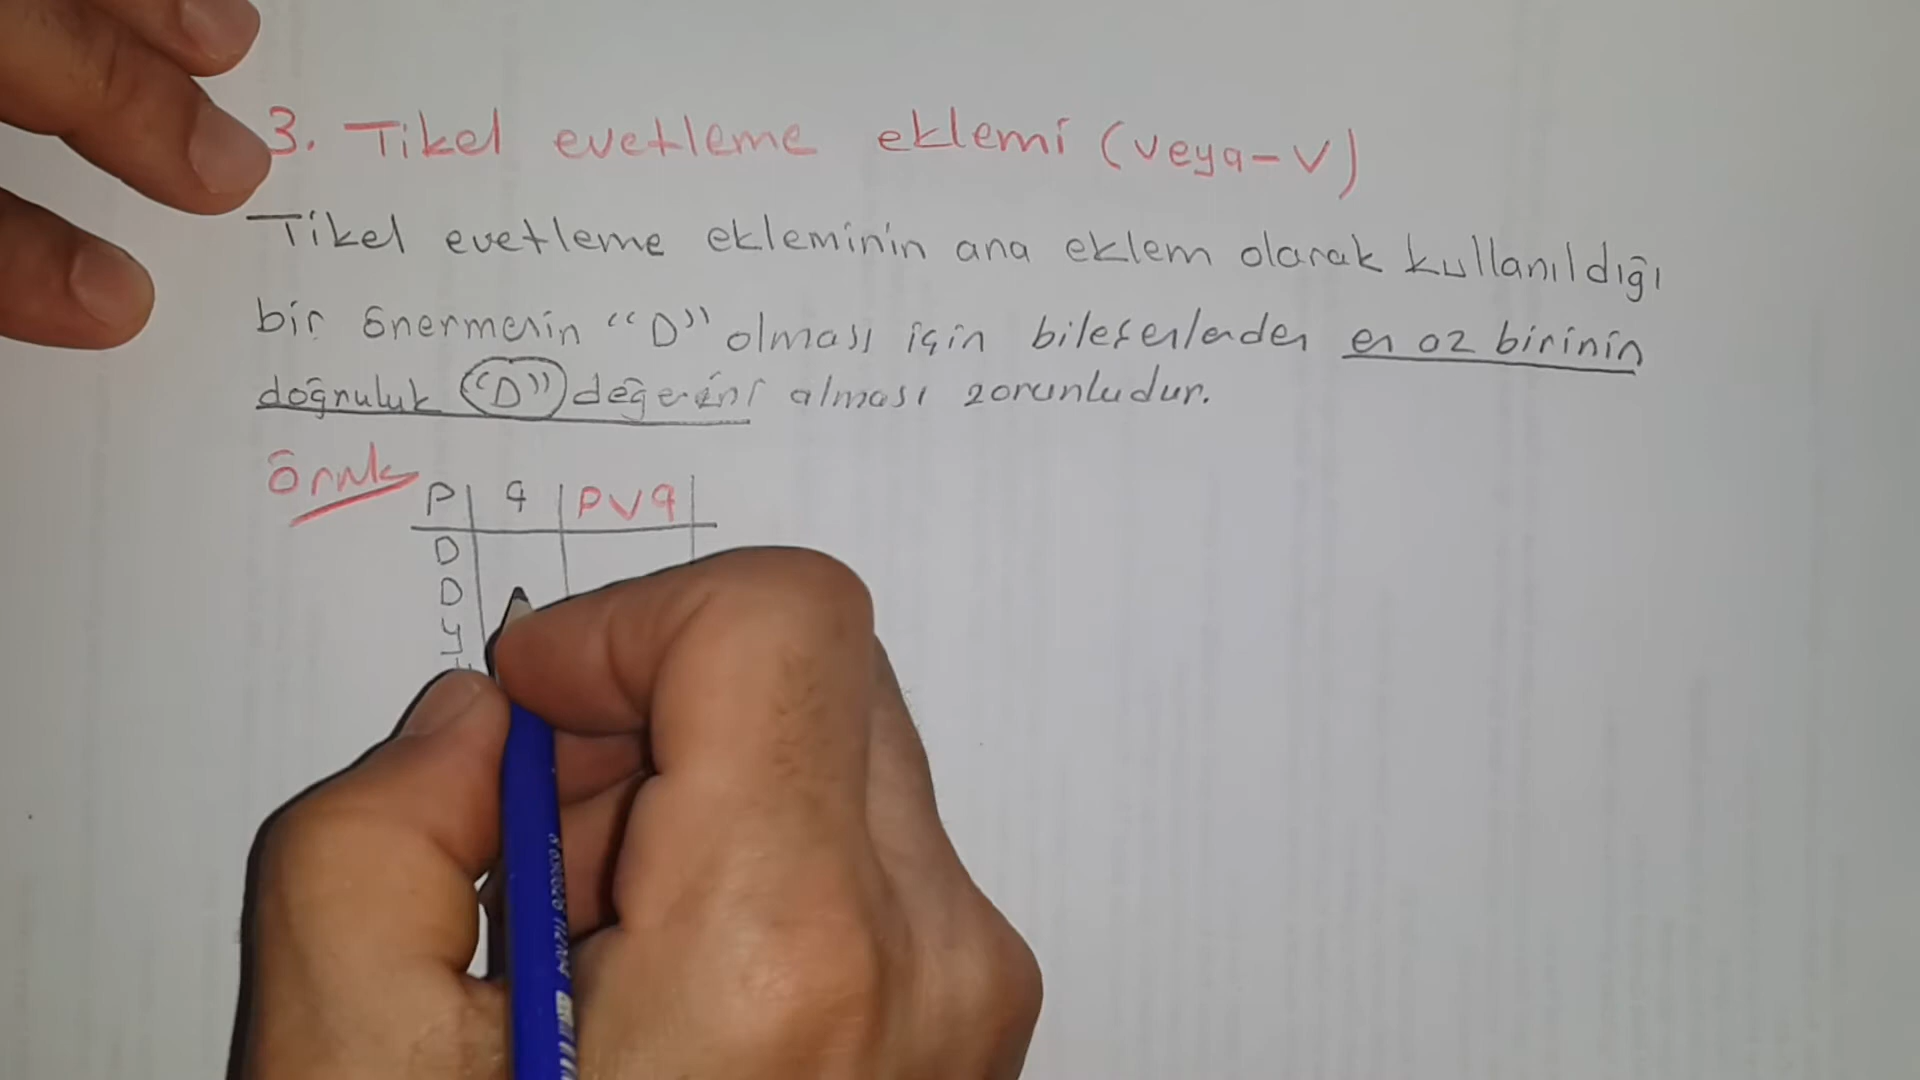 3. Tikel evetleme eklemi (veya-V)
Tikel evetleme ekleminin ana eklem olarak kullanıldığı
bir önermenin "D" olması için bileşenlerden en az birinin
doğruluk "D" değerini alması zorunludur.
Örnek
P q P V q
D
D
Y